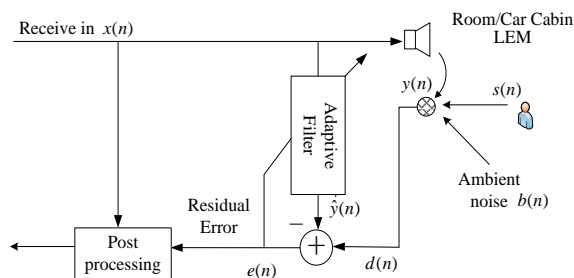 Receive in x(n)
Room/Car Cabin
LEM
y(n)
s(n)
Adaptive
Filter
Ambient
noise b(n)
ŷ(n)
Residual
Error
−
+
Post
processing
e(n)
d(n)